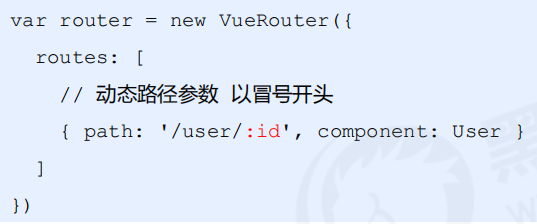 var router = new VueRouter({
routes: [
// 动态路径参数 以冒号开头
{ path: '/user/:id', component: User }
]
})